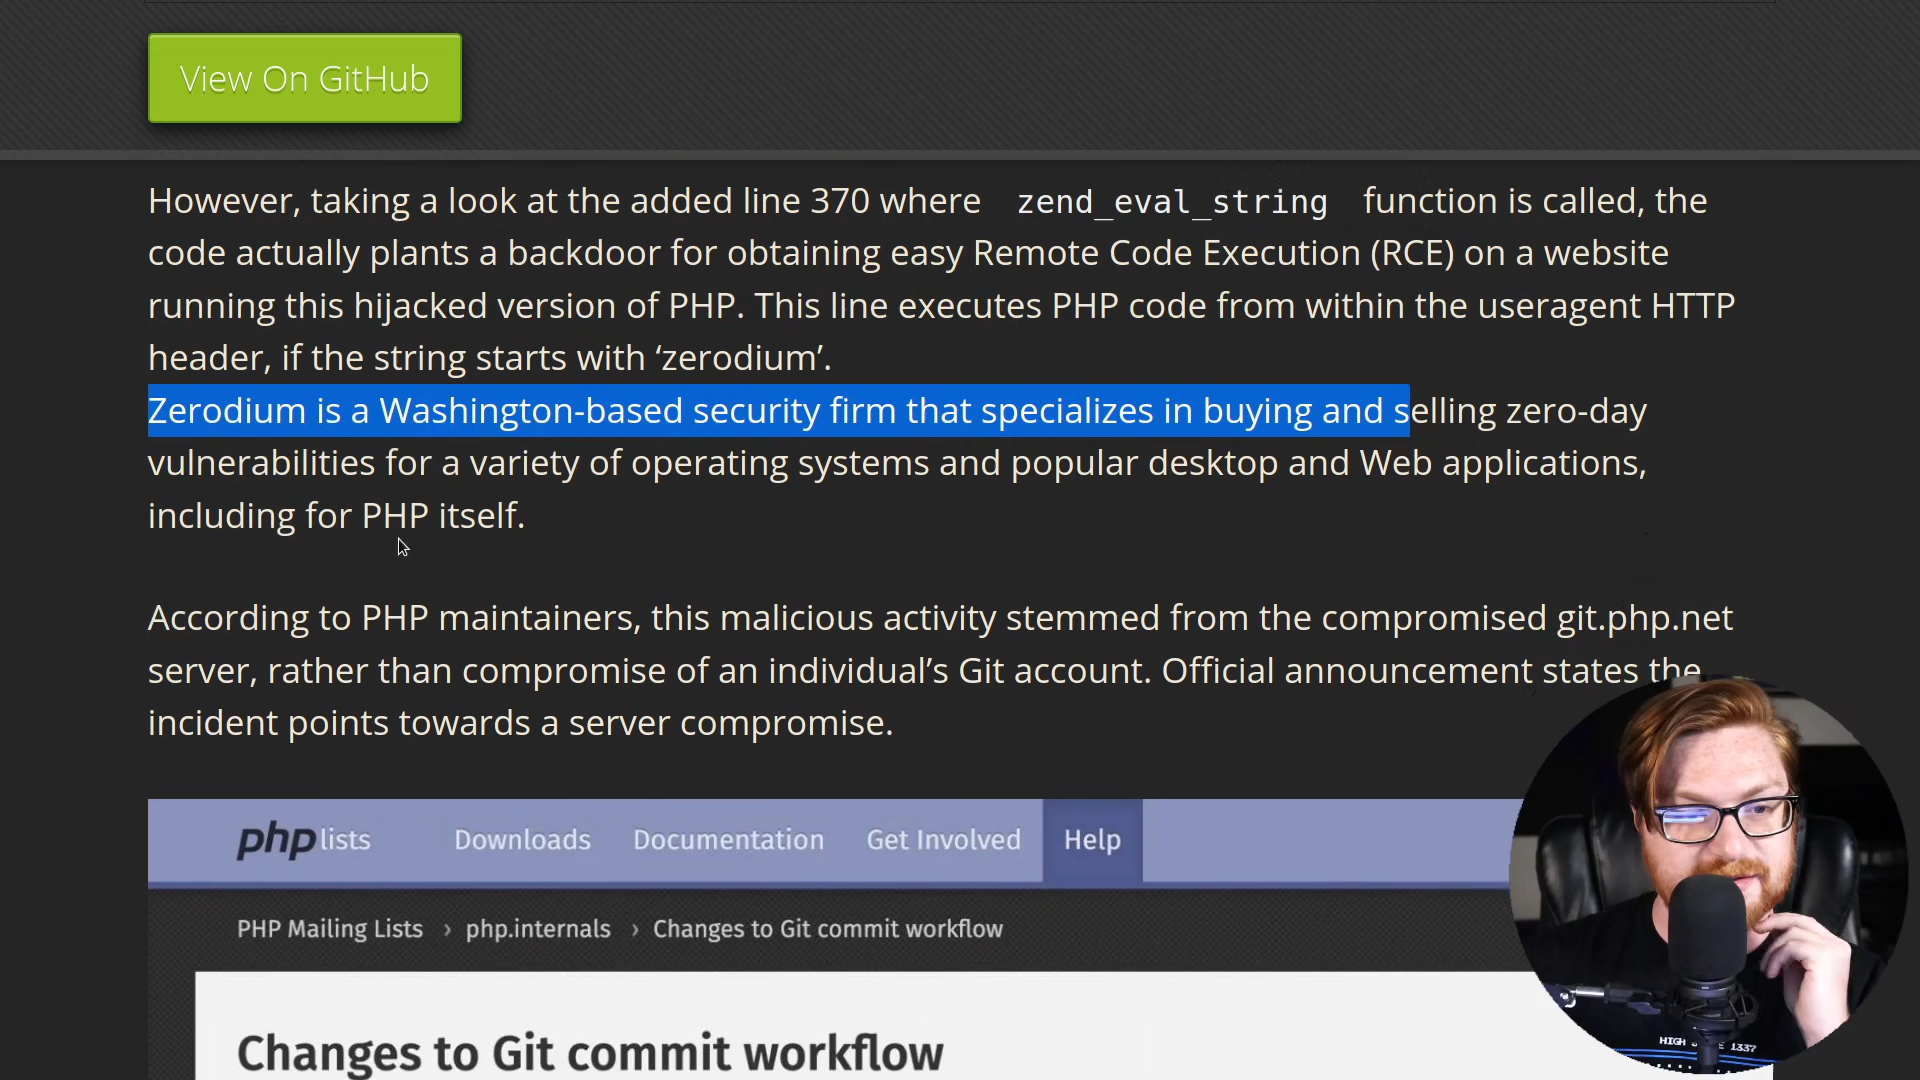 View On GitHub
However, taking a look at the added line 370 where zend_eval_string function is called, the
code actually plants a backdoor for obtaining easy Remote Code Execution (RCE) on a website
running this hijacked version of PHP. This line executes PHP code from within the useragent HTTP
header, if the string starts with ‘zerodium’.
Zerodium is a Washington-based security firm that specializes in buying and selling zero-day
vulnerabilities for a variety of operating systems and popular desktop and Web applications,
including for PHP itself.
According to PHP maintainers, this malicious activity stemmed from the compromised git.php.net
server, rather than compromise of an individual’s Git account. Official announcement states the
incident points towards a server compromise.
php lists Downloads Documentation Get Involved Help
PHP Mailing Lists › php.internals › Changes to Git commit workflow
Changes to Git commit workflow
HIGH 1337